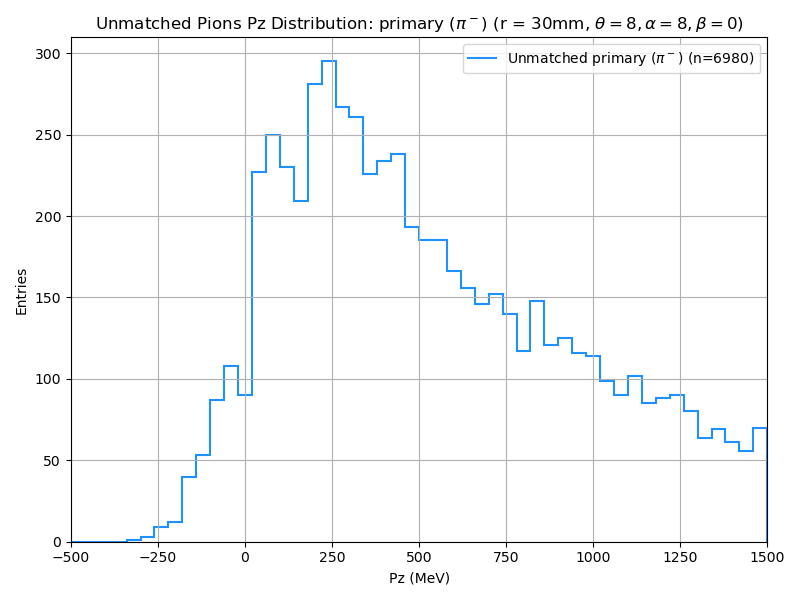 Unmatched Pions Pz Distribution: primary (π⁻) (r = 30mm, θ = 8, α = 8, β = 0)
Unmatched primary (π⁻) (n=6980)
300
250
200
150
100
50
0
Entries
−500 −250 0 250 500 750 1000 1250 1500
Pz (MeV)